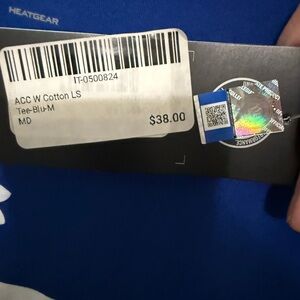 HEATGEAR
IT-0500824
ACC W Cotton LS
Tee-Blu-M
MD
$38.00